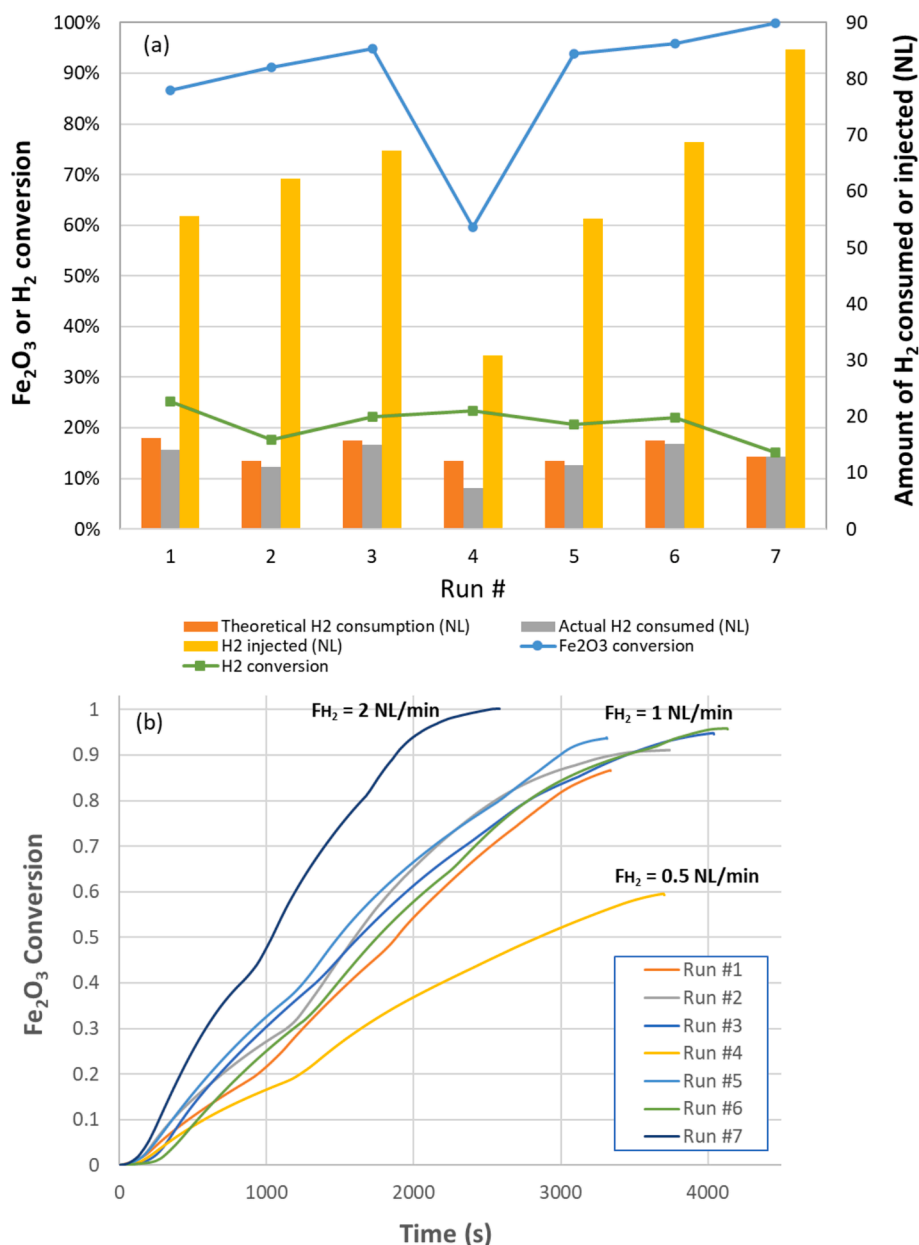 (a)
100%
90%
80%
70%
60%
50%
40%
30%
20%
10%
0%
Fe₂O₃ or H₂ conversion
90
80
70
60
50
40
30
20
10
0
Amount of H₂ consumed or injected (NL)
1 2 3 4 5 6 7
Run #
Theoretical H2 consumption (NL) Actual H2 consumed (NL)
H2 injected (NL) Fe2O3 conversion
H2 conversion
(b)
FH₂ = 2 NL/min
FH₂ = 1 NL/min
FH₂ = 0.5 NL/min
1
0.9
0.8
0.7
0.6
0.5
0.4
0.3
0.2
0.1
0
Fe₂O₃ Conversion
Run #1
Run #2
Run #3
Run #4
Run #5
Run #6
Run #7
0 1000 2000 3000 4000
Time (s)